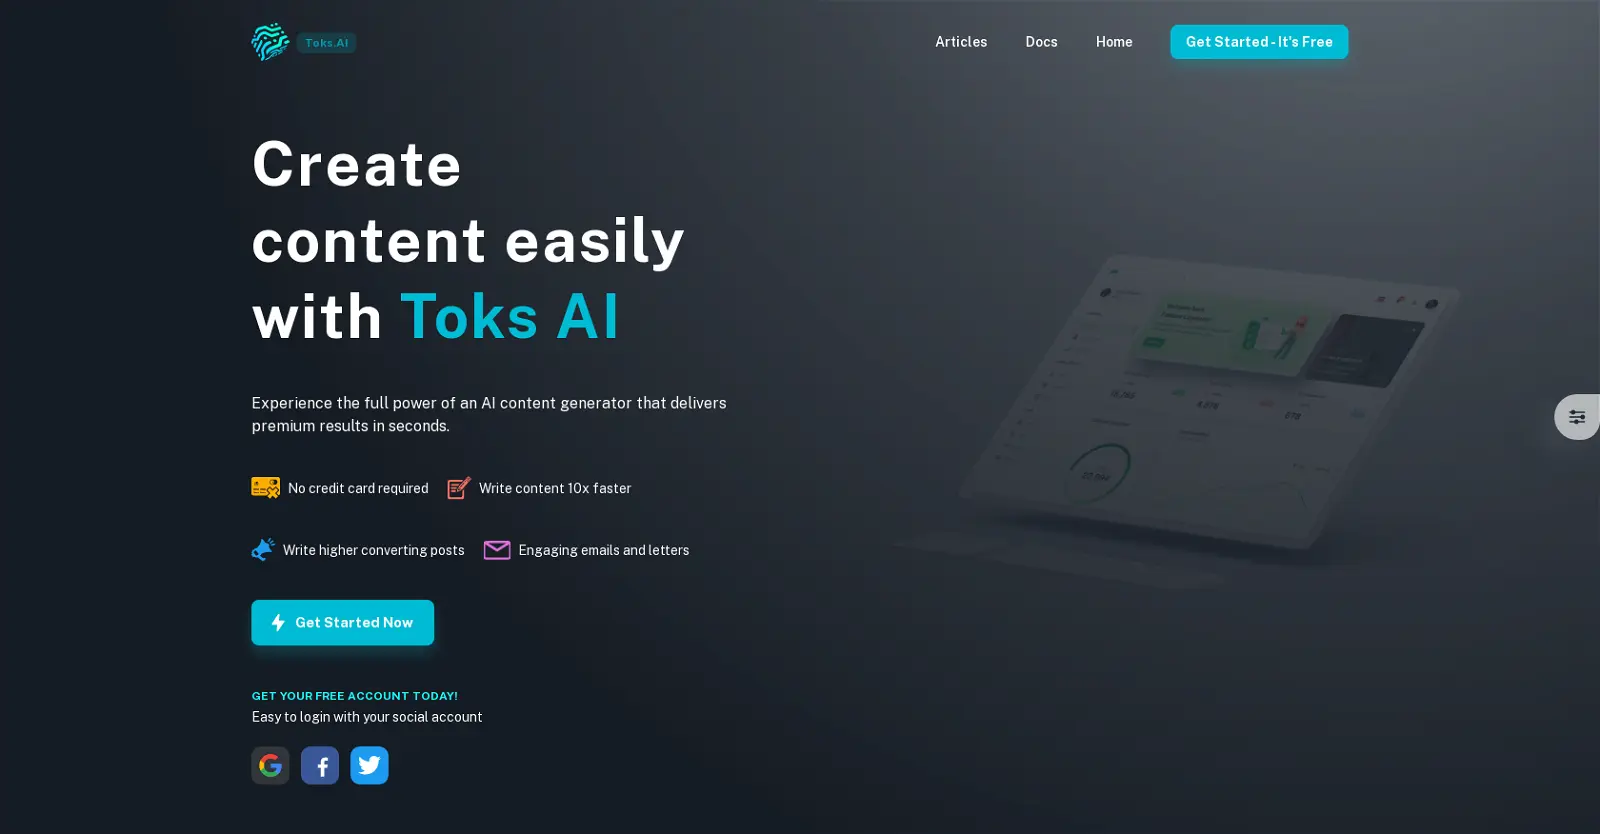 Toks.AI
Articles
Docs
Home
Get Started - It's Free
Create
content easily
with Toks AI
Experience the full power of an AI content generator that delivers
premium results in seconds.
No credit card required
Write content 10x faster
Write higher converting posts
Engaging emails and letters
Get Started Now
GET YOUR FREE ACCOUNT TODAY!
Easy to login with your social account